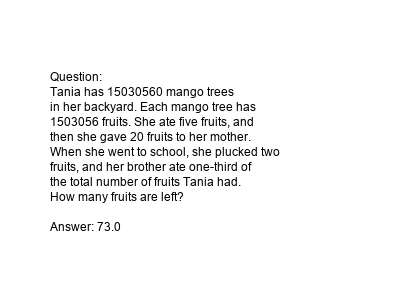 Question:
Tania has 15030560 mango trees
in her backyard. Each mango tree has
1503056 fruits. She ate five fruits, and
then she gave 20 fruits to her mother.
When she went to school, she plucked two
fruits, and her brother ate one-third of
the total number of fruits Tania had.
How many fruits are left?
Answer: 73.0